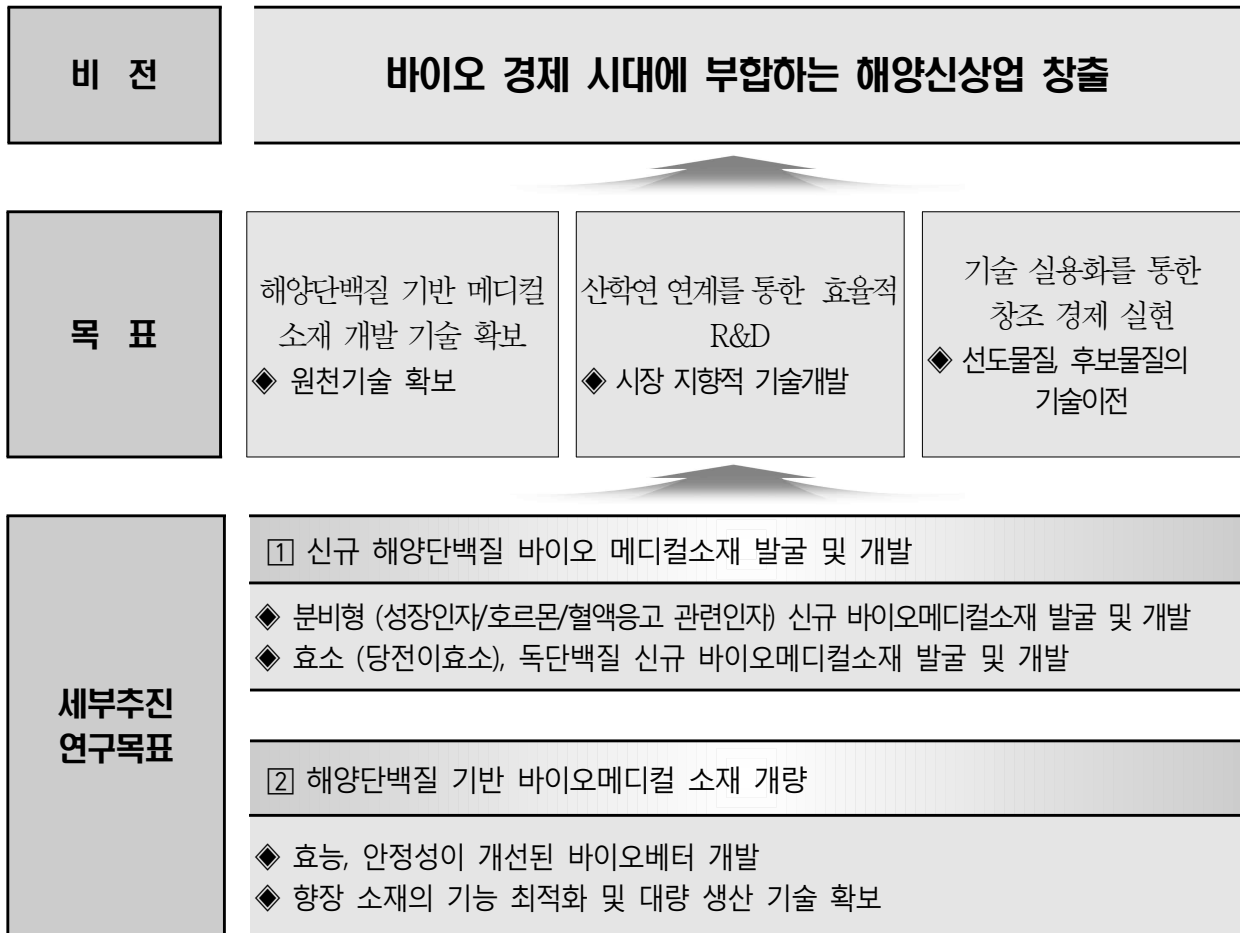 비 전
바이오 경제 시대에 부합하는 해양신상업 창출
목 표
해양단백질 기반 메디컬
소재 개발 기술 확보
◈ 원천기술 확보
산학연 연계를 통한 효율적
R&D
◈ 시장 지향적 기술개발
기술 실용화를 통한
창조 경제 실현
◈ 선도물질, 후보물질의
기술이전
세부추진
연구목표
1 신규 해양단백질 바이오 메디컬소재 발굴 및 개발
◈ 분비형 (성장인자/호르몬/혈액응고 관련인자) 신규 바이오메디컬소재 발굴 및 개발
◈ 효소 (당전이효소), 독단백질 신규 바이오메디컬소재 발굴 및 개발
2 해양단백질 기반 바이오메디컬 소재 개량
◈ 효능, 안정성이 개선된 바이오베터 개발
◈ 향장 소재의 기능 최적화 및 대량 생산 기술 확보